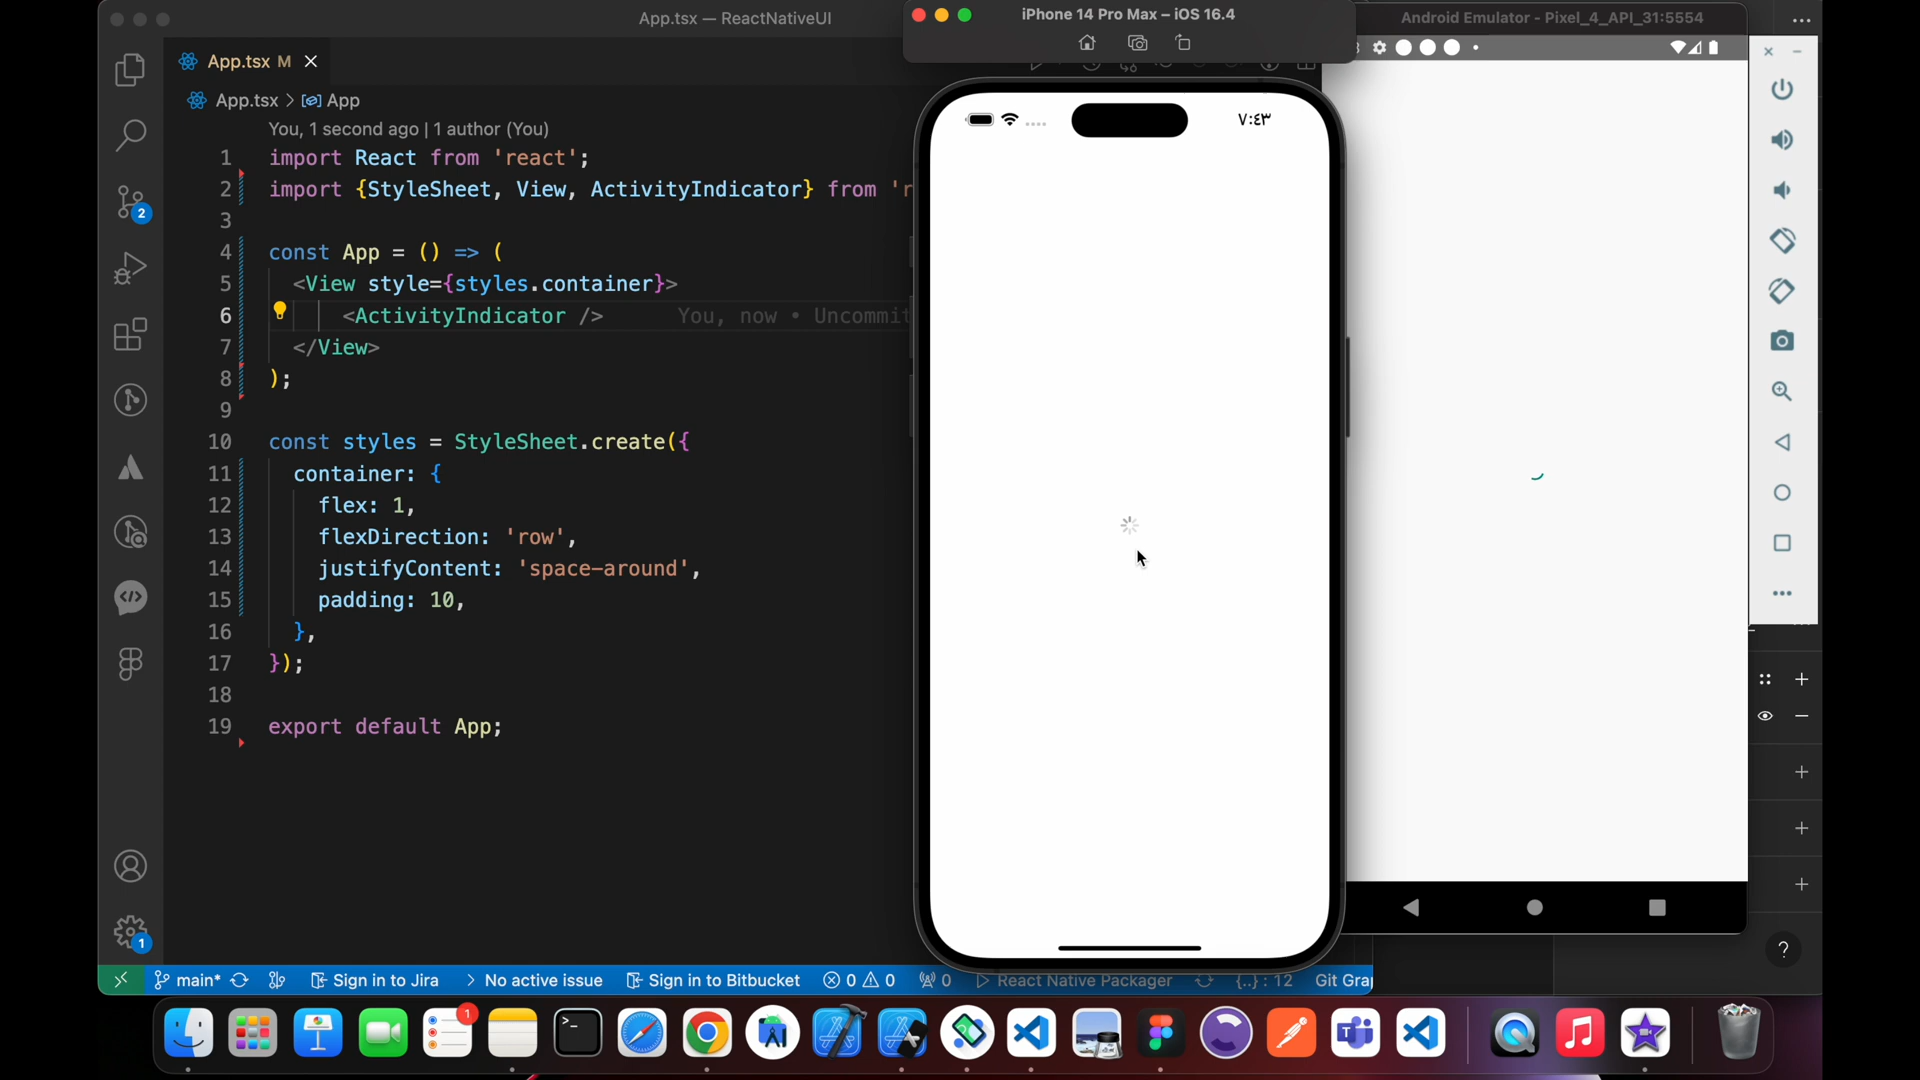 App.tsx — ReactNativeUI
iPhone 14 Pro Max – iOS 16.4
Android Emulator - Pixel_4_API_31:5554
App.tsx M
App.tsx > App
You, 1 second ago | 1 author (You)
1 import React from 'react';
2 import {StyleSheet, View, ActivityIndicator} from 'r
3
4 const App = () => (
5 <View style={styles.container}>
6 <ActivityIndicator /> You, now • Uncommit
7 </View>
8 );
9
10 const styles = StyleSheet.create({
11 container: {
12 flex: 1,
13 flexDirection: 'row',
14 justifyContent: 'space-around',
15 padding: 10,
16 },
17 });
18
19 export default App;
٧:٤٣
2
1
main* Sign in to Jira > No active issue Sign in to Bitbucket 0 0 0 React Native Packager {..} : 12 Git Gra
?
1